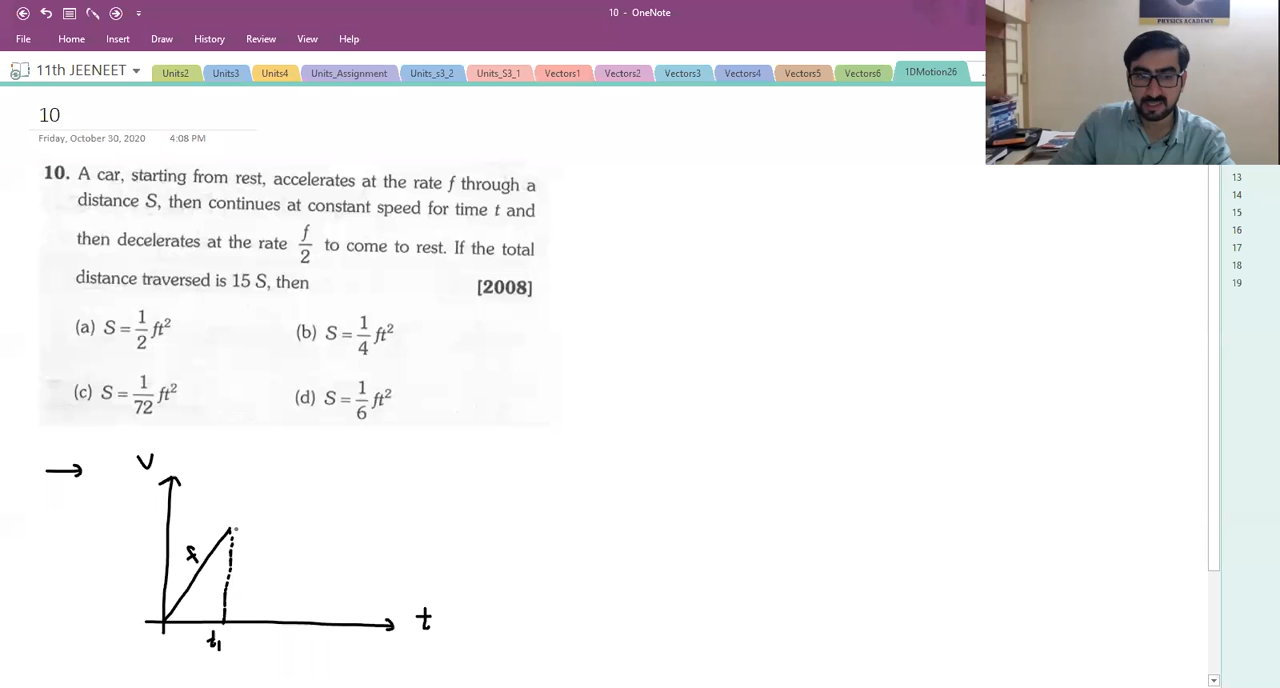 10 - OneNote
File Home Insert Draw History Review View Help
PHYSICS ACADEMY
11th JEENEET
Units2 Units3 Units4 Units_Assignment Units_s3_2 Units_S3_1 Vectors1 Vectors2 Vectors3 Vectors4 Vectors5 Vectors6 1DMotion26 ...
10
Friday, October 30, 2020 4:08 PM
10. A car, starting from rest, accelerates at the rate f through a
distance S, then continues at constant speed for time t and
then decelerates at the rate f/2 to come to rest. If the total
distance traversed is 15 S, then [2008]
(a) S = 1/2 ft² (b) S = 1/4 ft²
(c) S = 1/72 ft² (d) S = 1/6 ft²
V
f
t
t1
13
14
15
16
17
18
19